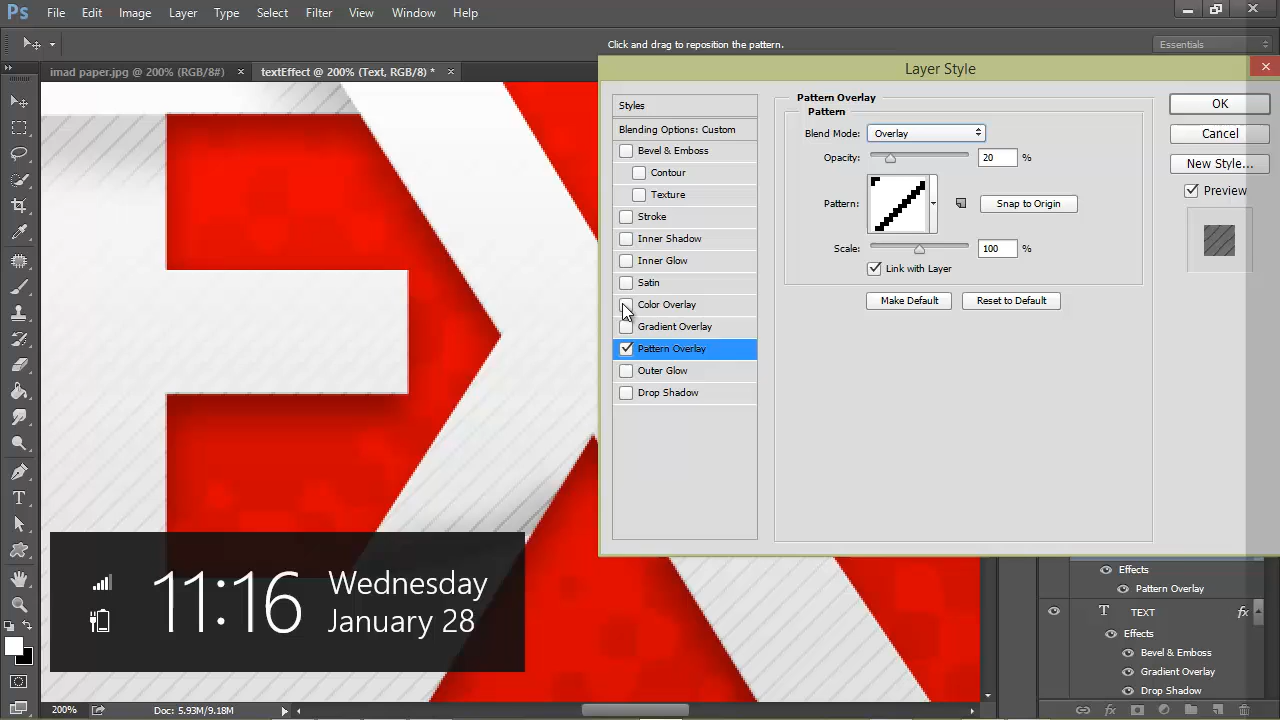 Ps File Edit Image Layer Type Select Filter View Window Help
Click and drag to reposition the pattern.
Essentials
imad paper.jpg @ 200% (RGB/8#) × textEffect @ 200% (Text, RGB/8) * ×
Layer Style
Styles
Blending Options: Custom
Bevel & Emboss
Contour
Texture
Stroke
Inner Shadow
Inner Glow
Satin
Color Overlay
Gradient Overlay
Pattern Overlay
Outer Glow
Drop Shadow
Pattern Overlay
Pattern
Blend Mode: Overlay
Opacity: 20 %
Pattern: Snap to Origin
Scale: 100 %
Link with Layer
Make Default Reset to Default
OK
Cancel
New Style...
Preview
11:16
Wednesday
January 28
Effects
Pattern Overlay
T TEXT fx
Effects
Bevel & Emboss
Gradient Overlay
Drop Shadow
200% Doc: 5.93M/9.18M
fx